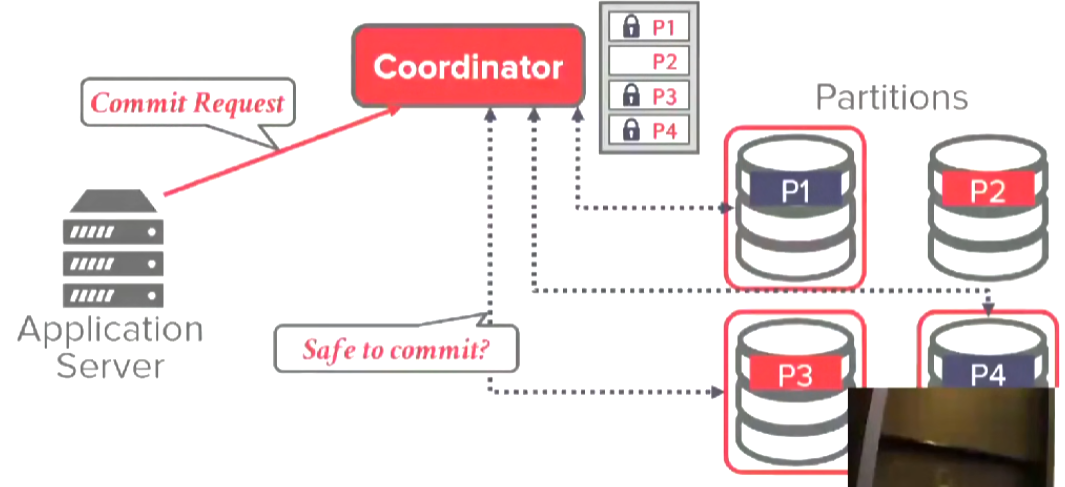 Coordinator
P1
P2
P3
P4
Commit Request
Partitions
P1
P2
Application
Server
Safe to commit?
P3
P4